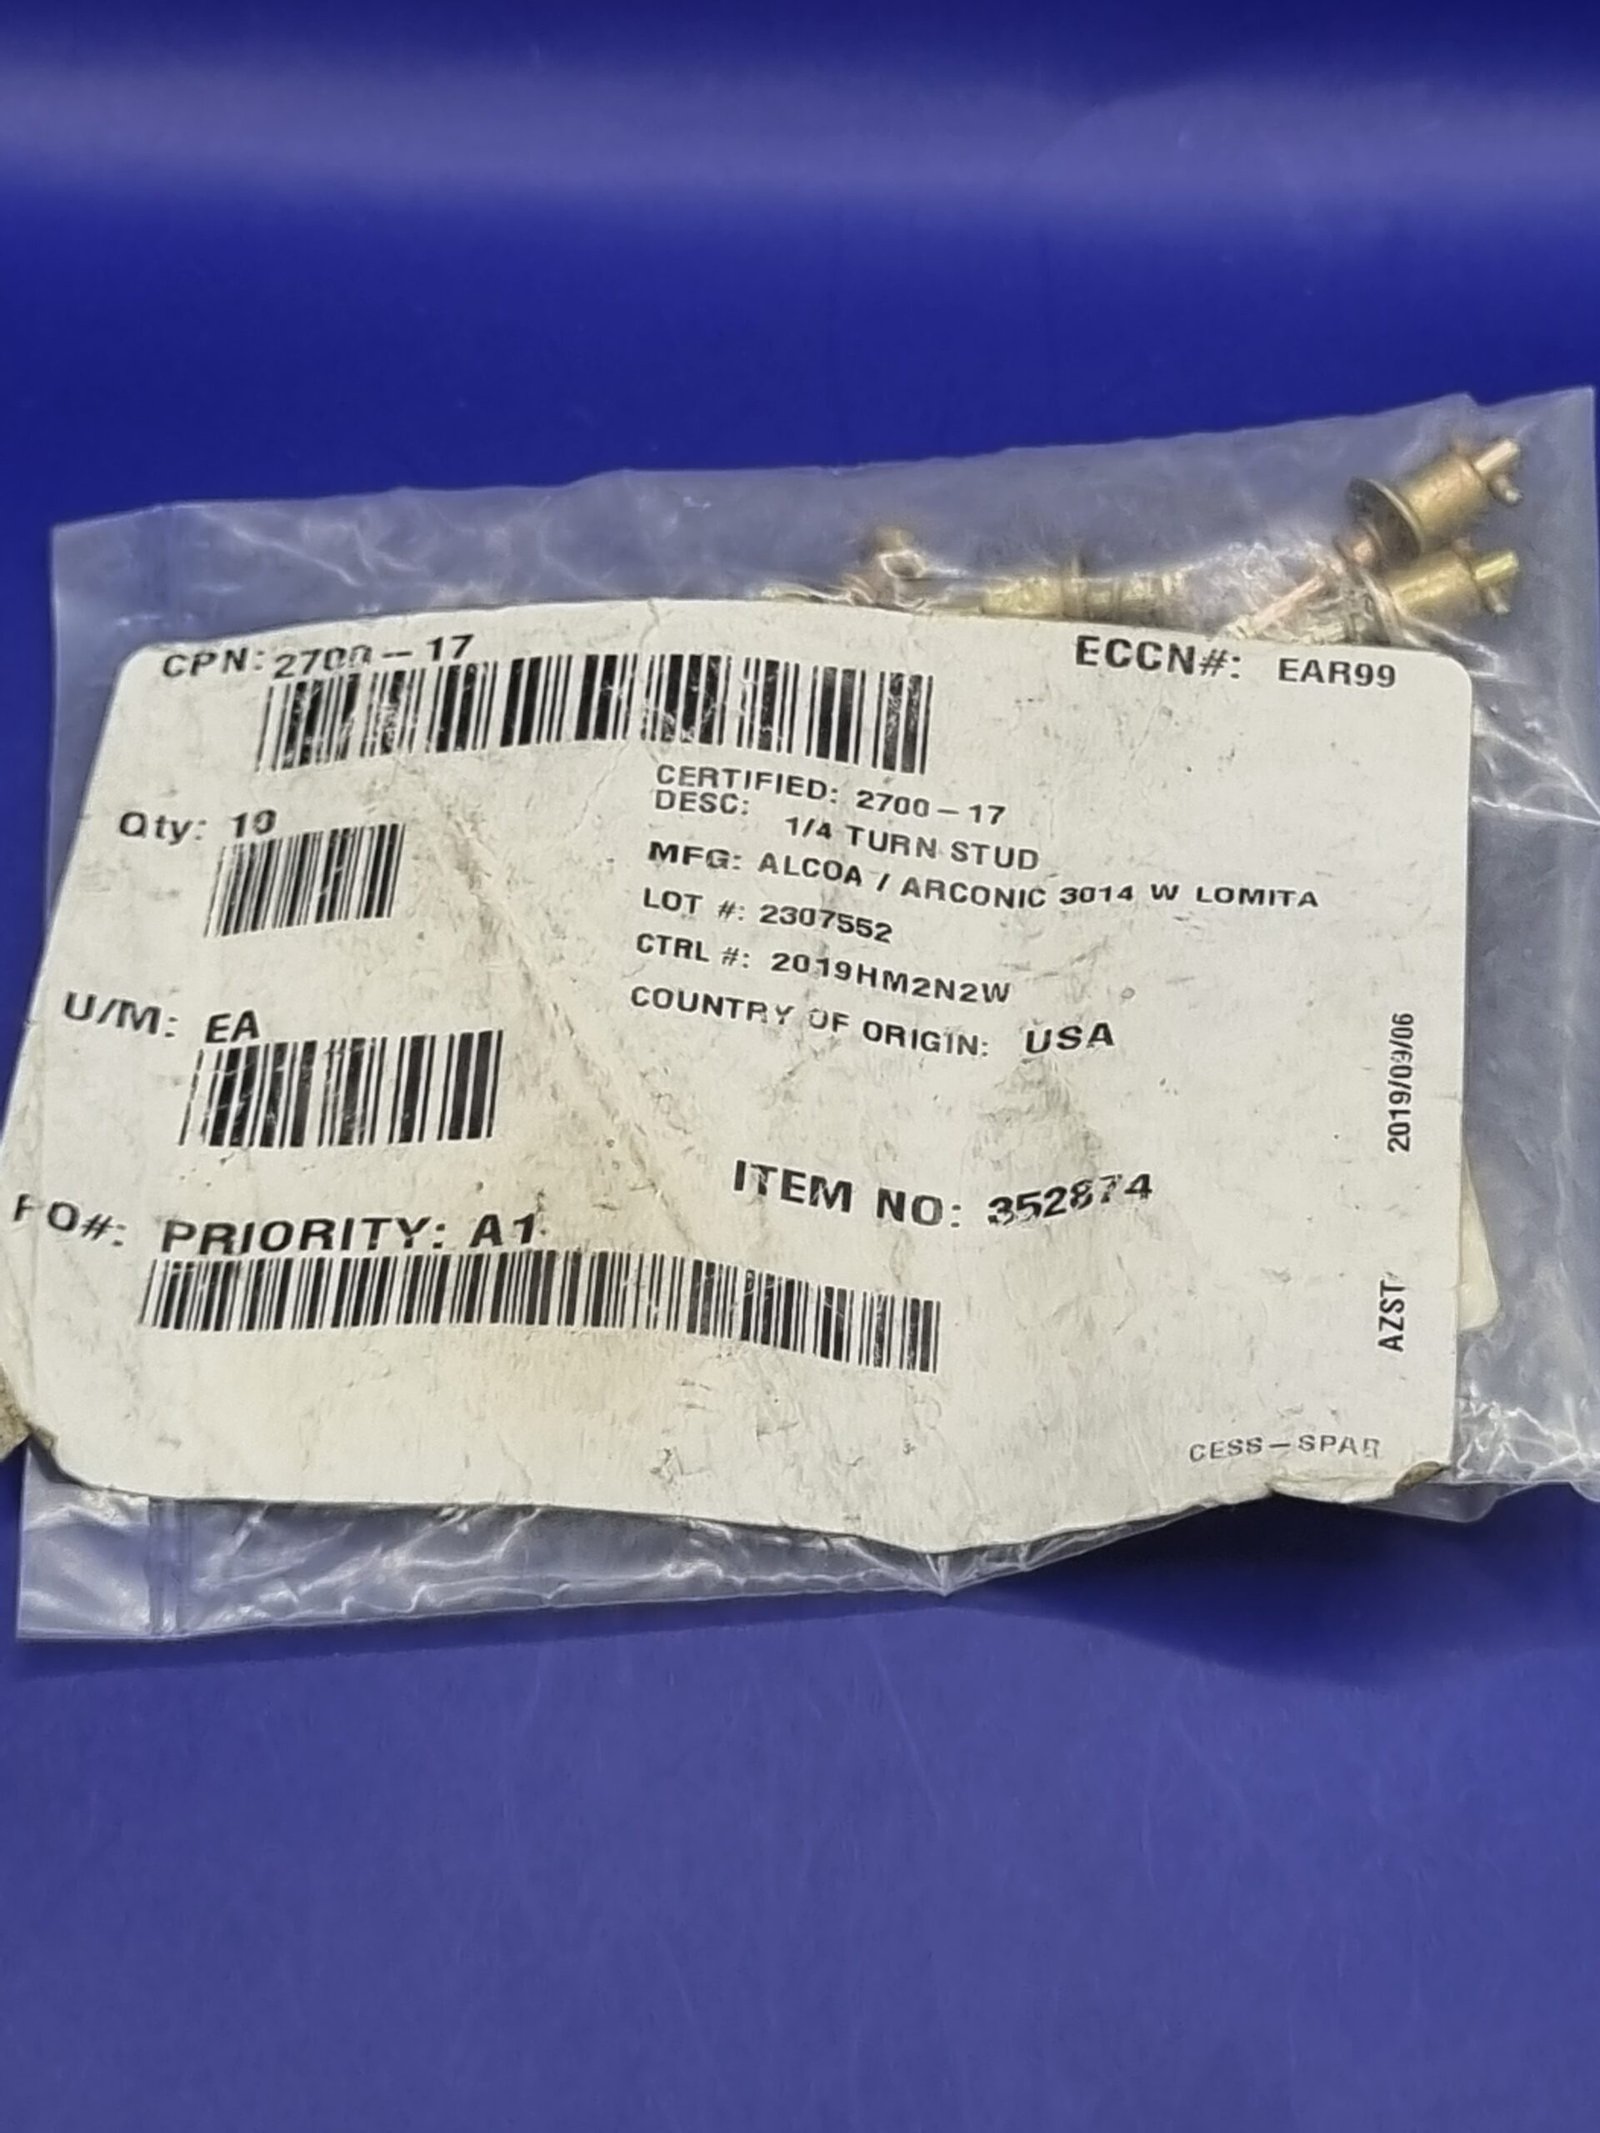 CPN: 2700-17
ECCN#: EAR99
CERTIFIED: 2700-17
DESC: 1/4 TURN STUD
Qty: 10
MFG: ALCOA / ARCONIC 3014 W LOMITA
LOT #: 2307552
CTRL #: 2019HM2N2W
U/M: EA
COUNTRY OF ORIGIN: USA
ITEM NO: 352874
PO#: PRIORITY: A1
2019/09/06
AZST
CESS-SPAR